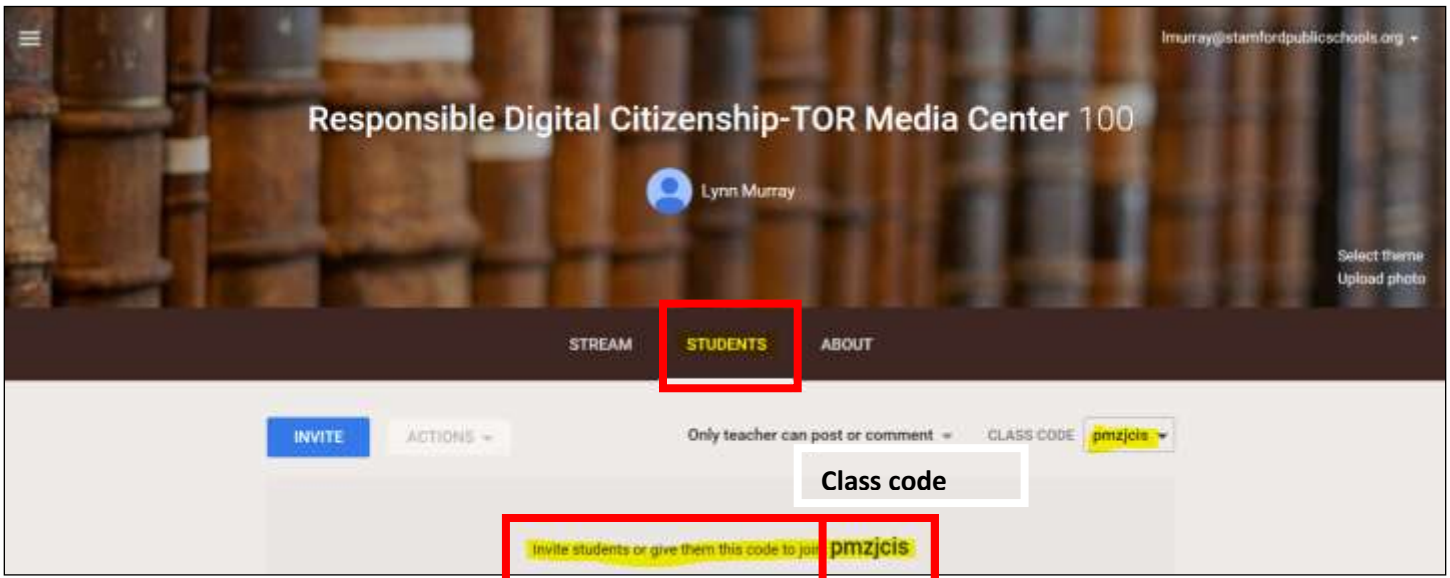 lmurray@stamfordpublicschools.org
Responsible Digital Citizenship-TOR Media Center 100
Lynn Murray
Select theme
Upload photo
STREAM STUDENTS ABOUT
INVITE ACTIONS Only teacher can post or comment CLASS CODE pmzjcis
Class code
Invite students or give them this code to join pmzjcis